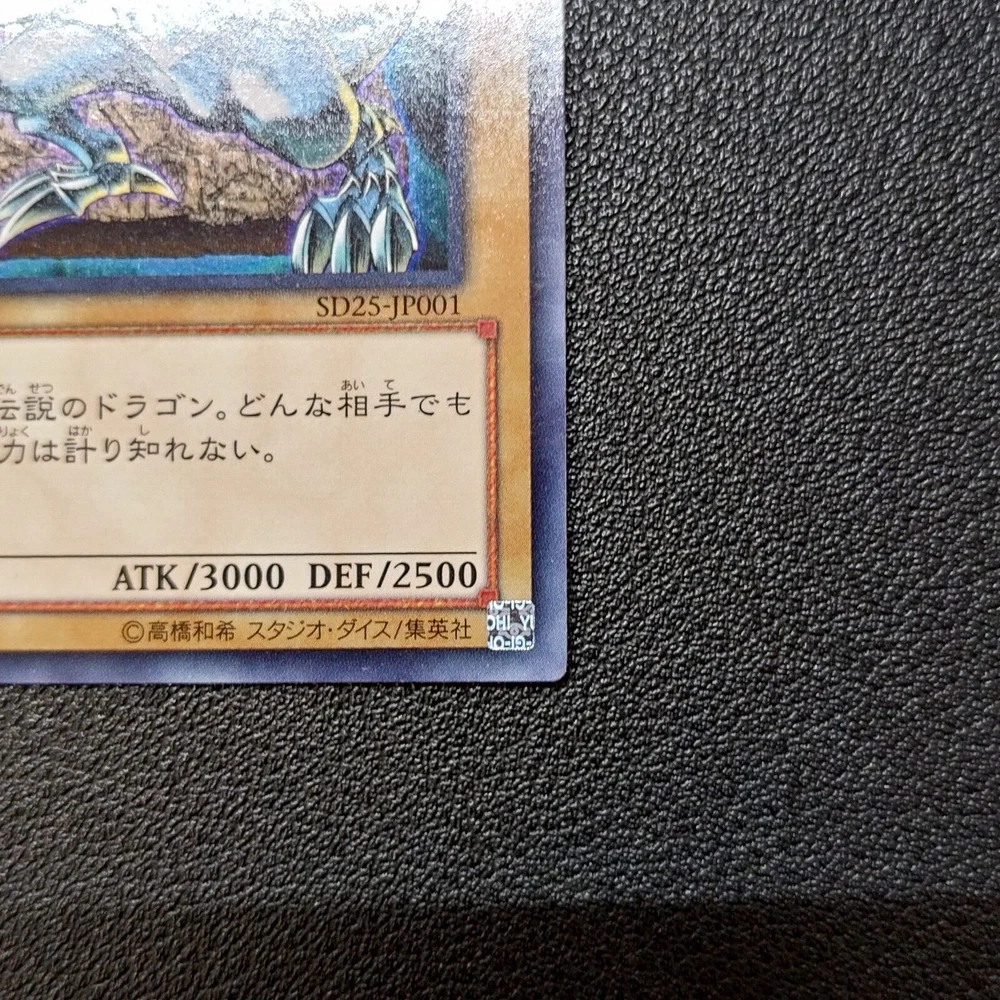 SD25-JP001
伝説のドラゴン。どんな相手でも
力は計り知れない。
ATK/3000 DEF/2500
©高橋和希 スタジオ・ダイス/集英社